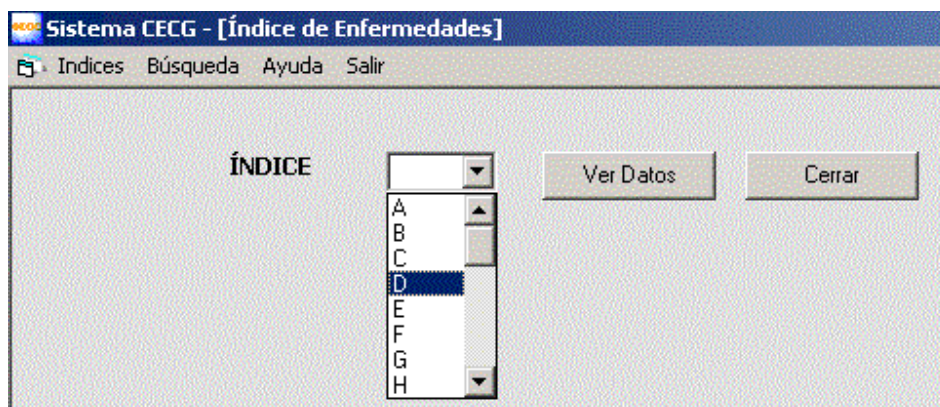 Sistema CECG - [Índice de Enfermedades]
Indices Búsqueda Ayuda Salir
ÍNDICE Ver Datos Cerrar
A
B
C
D
E
F
G
H